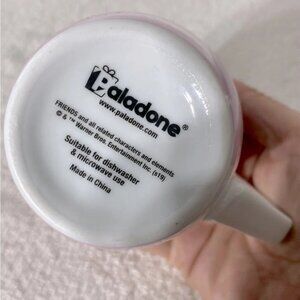 Paladone®
www.paladone.com
FRIENDS and all related characters and elements
© & ™ Warner Bros. Entertainment Inc. (s19)
Suitable for dishwasher
& microwave use
Made in China